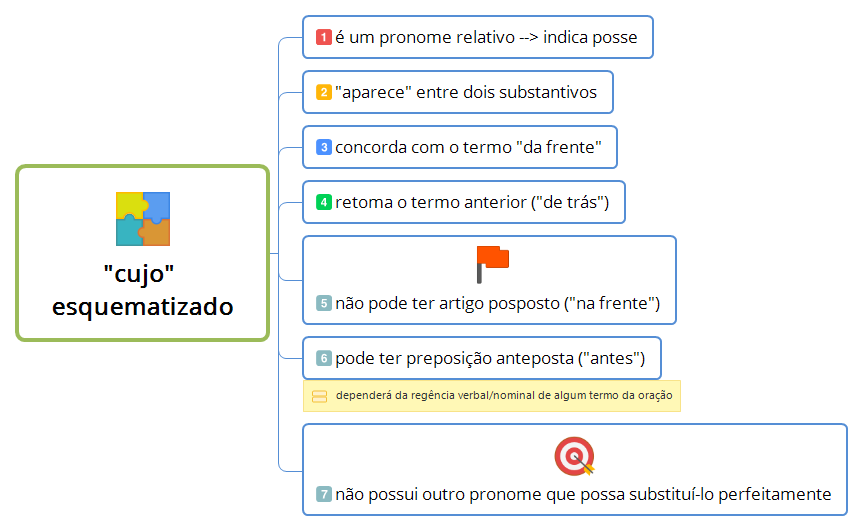 "cujo"
esquematizado
1 é um pronome relativo --> indica posse
2 "aparece" entre dois substantivos
3 concorda com o termo "da frente"
4 retoma o termo anterior ("de trás")
5 não pode ter artigo posposto ("na frente")
6 pode ter preposição anteposta ("antes")
dependerá da regência verbal/nominal de algum termo da oração
7 não possui outro pronome que possa substituí-lo perfeitamente